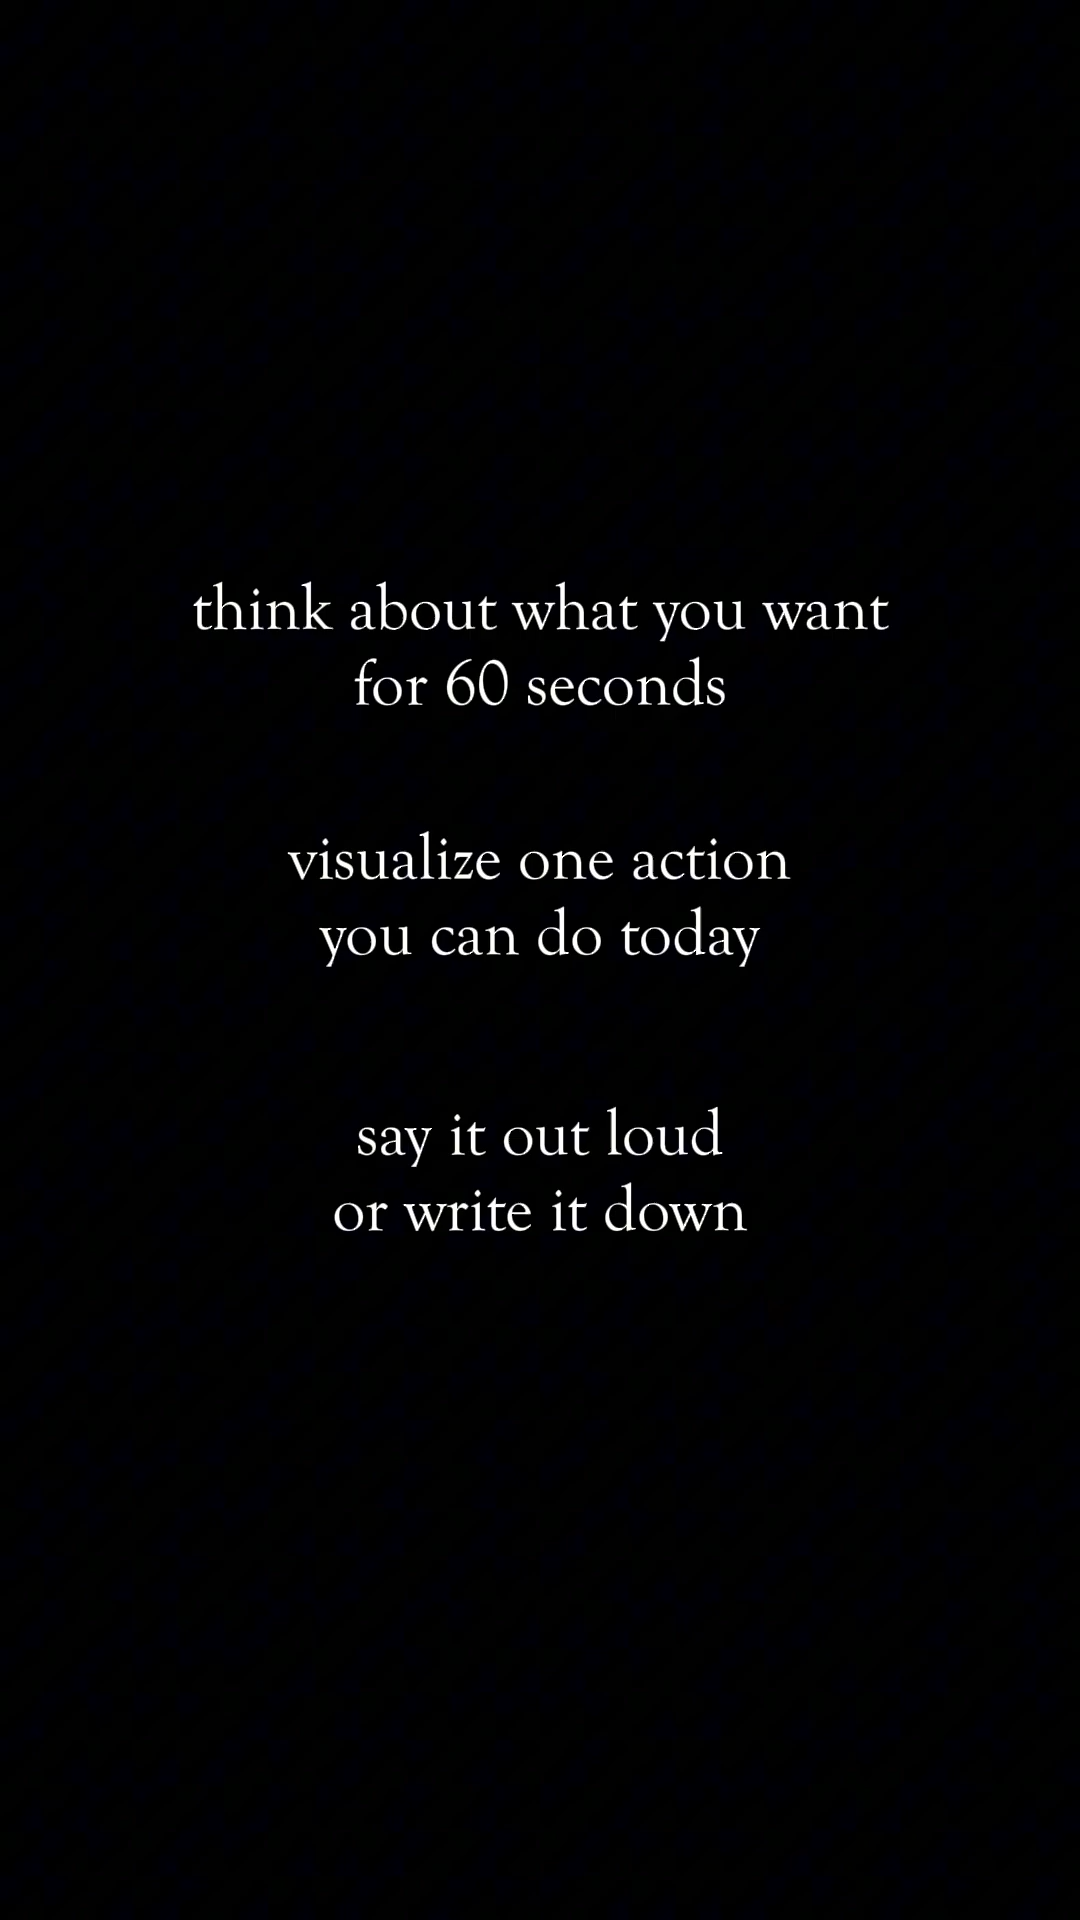 think about what you want
for 60 seconds
visualize one action
you can do today
say it out loud
or write it down